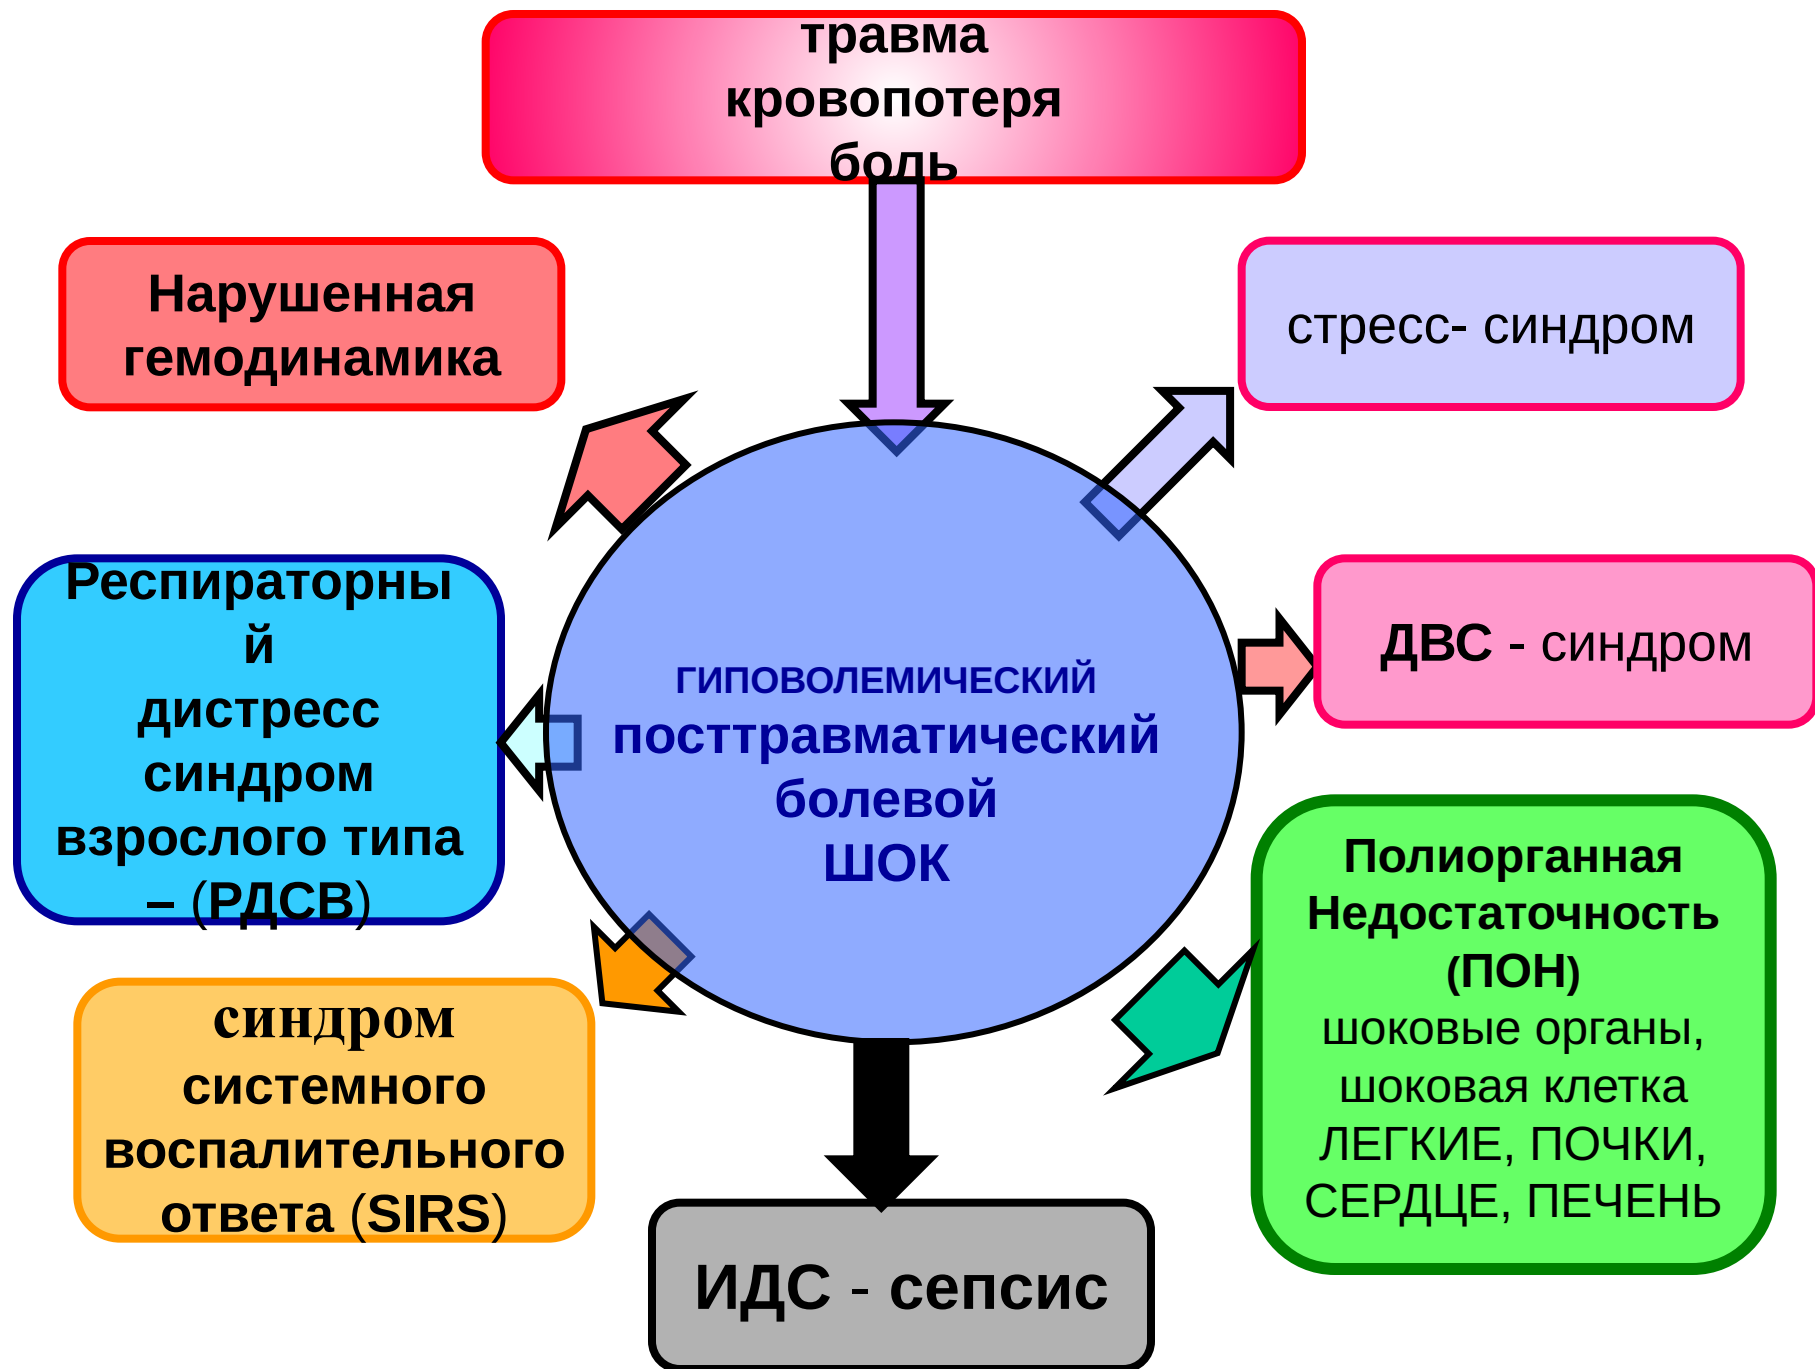 травма
кровопотеря
боль
Нарушенная
гемодинамика
стресс- синдром
Респираторны
й
дистресс
синдром
взрослого типа
– (РДСВ)
ГИПОВОЛЕМИЧЕСКИЙ
посттравматический
болевой
ШОК
ДВС - синдром
Полиорганная
Недостаточность
(ПОН)
шоковые органы,
шоковая клетка
ЛЕГКИЕ, ПОЧКИ,
СЕРДЦЕ, ПЕЧЕНЬ
синдром
системного
воспалительного
ответа (SIRS)
ИДС - сепсис